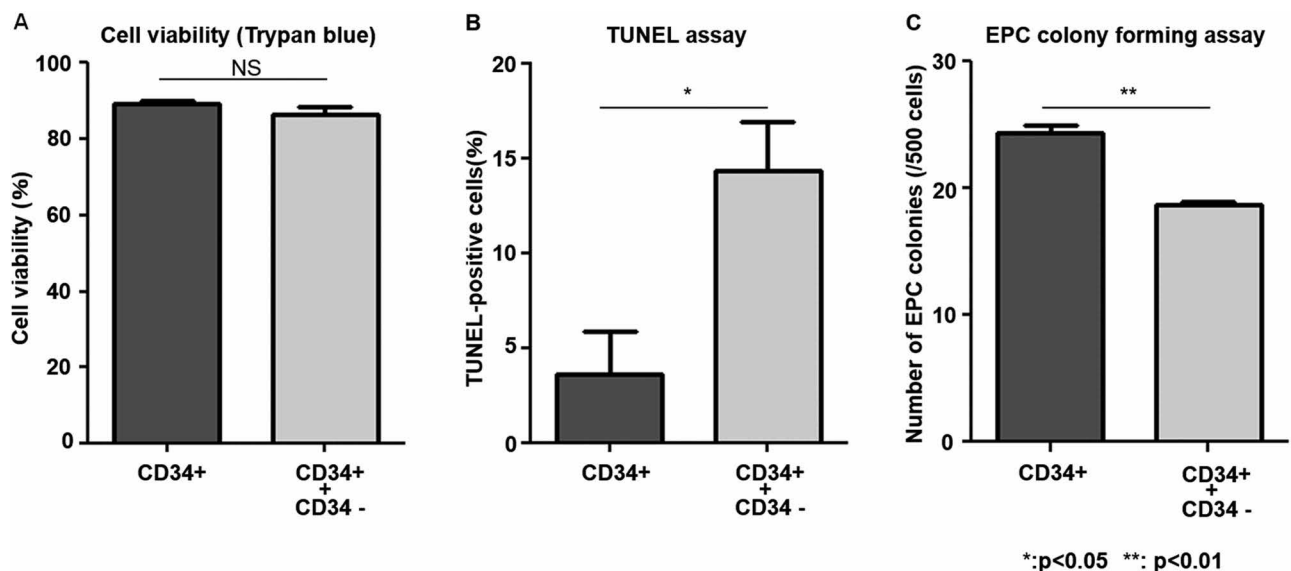 A
Cell viability (Trypan blue)
Cell viability (%)
100
80
60
40
20
0
NS
CD34+
CD34+
+
CD34 -
B
TUNEL assay
TUNEL-positive cells(%)
20
15
10
5
0
*
CD34+
CD34+
+
CD34 -
C
EPC colony forming assay
Number of EPC colonies (/500 cells)
30
20
10
0
**
CD34+
CD34+
+
CD34 -
*:p<0.05 **: p<0.01